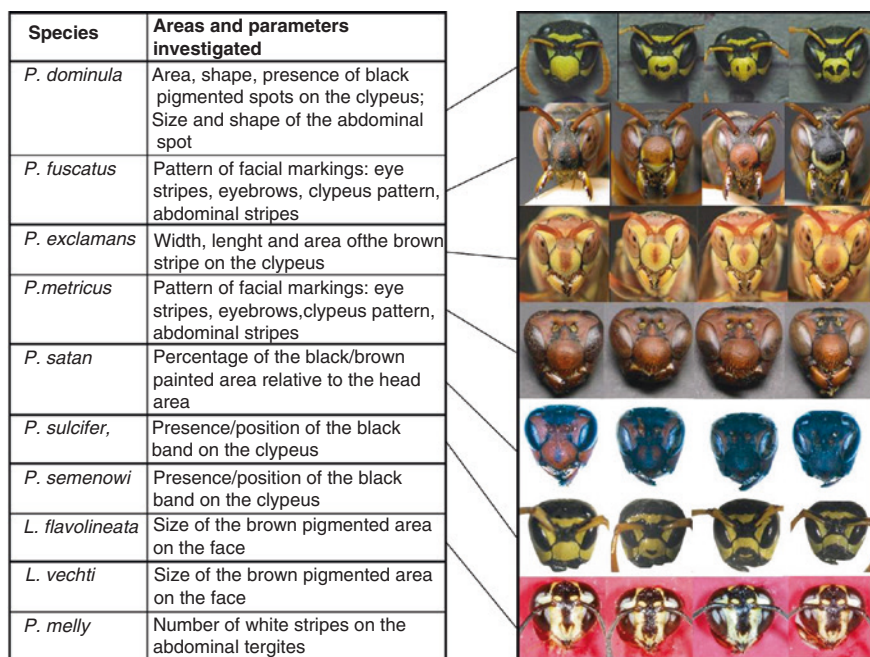 Species Areas and parameters
investigated
P. dominula Area, shape, presence of black
pigmented spots on the clypeus;
Size and shape of the abdominal
spot
P. fuscatus Pattern of facial markings: eye
stripes, eyebrows, clypeus pattern,
abdominal stripes
P. exclamans Width, lenght and area ofthe brown
stripe on the clypeus
P.metricus Pattern of facial markings: eye
stripes, eyebrows,clypeus pattern,
abdominal stripes
P. satan Percentage of the black/brown
painted area relative to the head
area
P. sulcifer, Presence/position of the black
band on the clypeus
P. semenowi Presence/position of the black
band on the clypeus
L. flavolineata Size of the brown pigmented area
on the face
L. vechti Size of the brown pigmented area
on the face
P. melly Number of white stripes on the
abdominal tergites